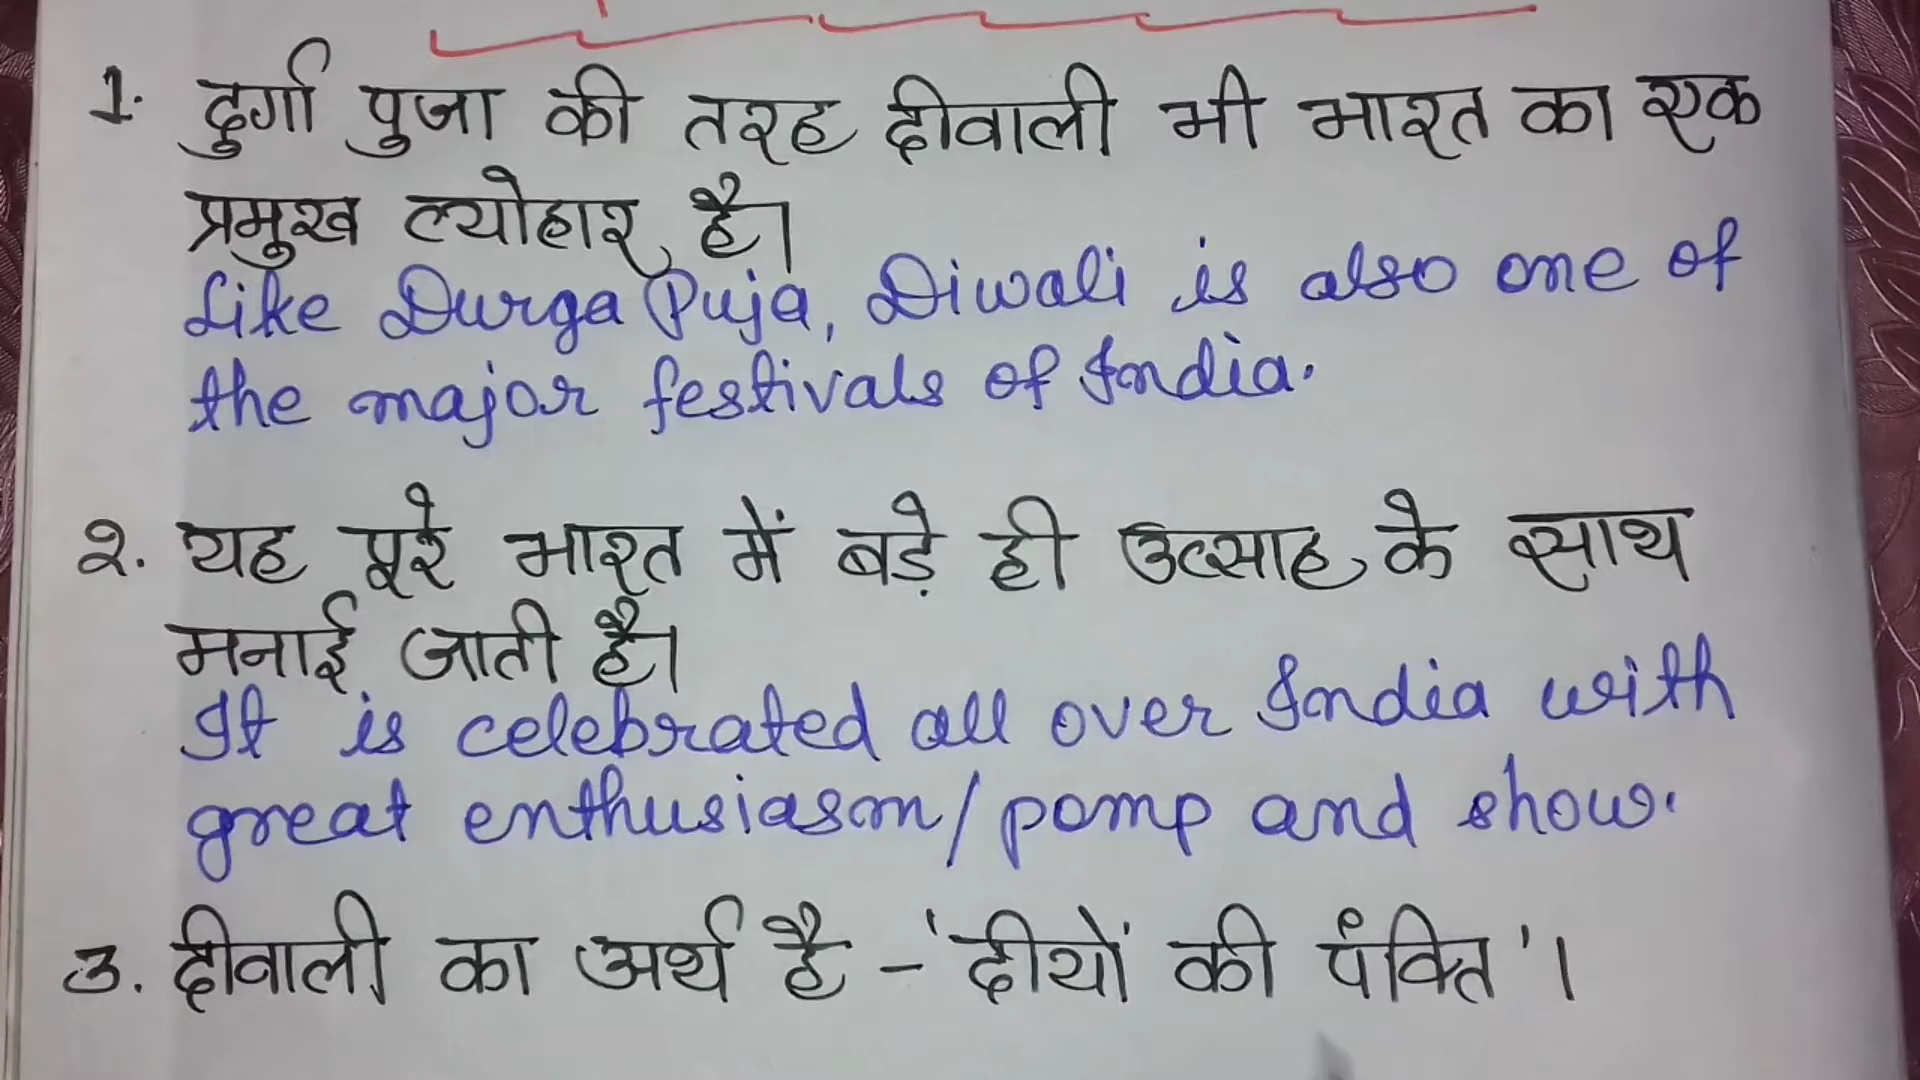 1. दुर्गा पुजा की तरह दीवाली भी भारत का एक
प्रमुख त्योहार है।
Like Durga Puja, Diwali is also one of
the major festivals of India.
२. यह पूरे भारत में बड़े ही उत्साह के साथ
मनाई जाती है।
It is celebrated all over India with
great enthusiasm/pomp and show.
3. दीवाली का अर्थ है - 'दीयों की पंक्ति'।